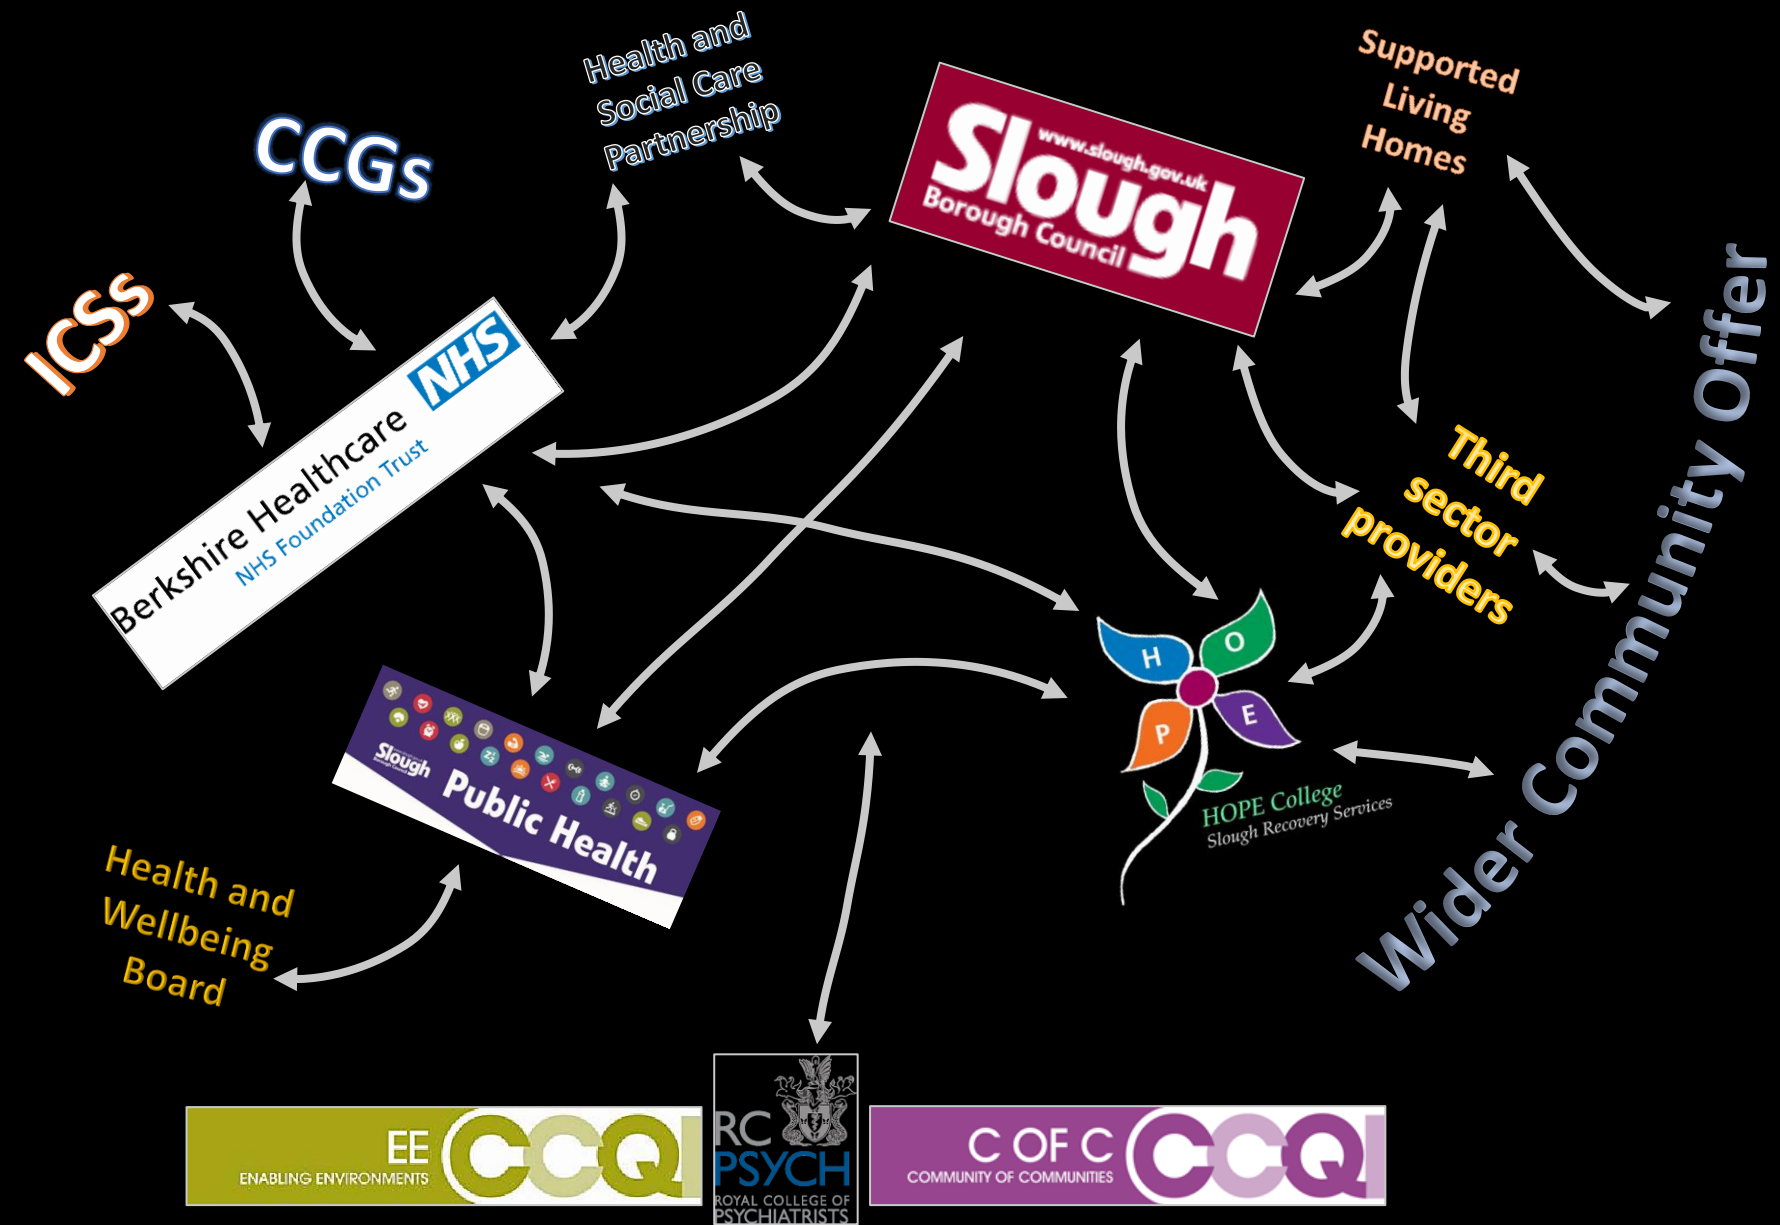 Health and
Social Care
Partnership
CCGs
www.slough.gov.uk
Slough
Borough Council
Supported
Living
Homes
ICSs
NHS
Berkshire Healthcare
NHS Foundation Trust
Third
sector
providers
Wider Community Offer
H
O
P
E
HOPE College
Slough Recovery Services
Slough
Borough Council
Public Health
Health and
Wellbeing
Board
EE
ENABLING ENVIRONMENTS
CCQI
RC
PSYCH
ROYAL COLLEGE OF
PSYCHIATRISTS
C OF C
COMMUNITY OF COMMUNITIES
CCQI